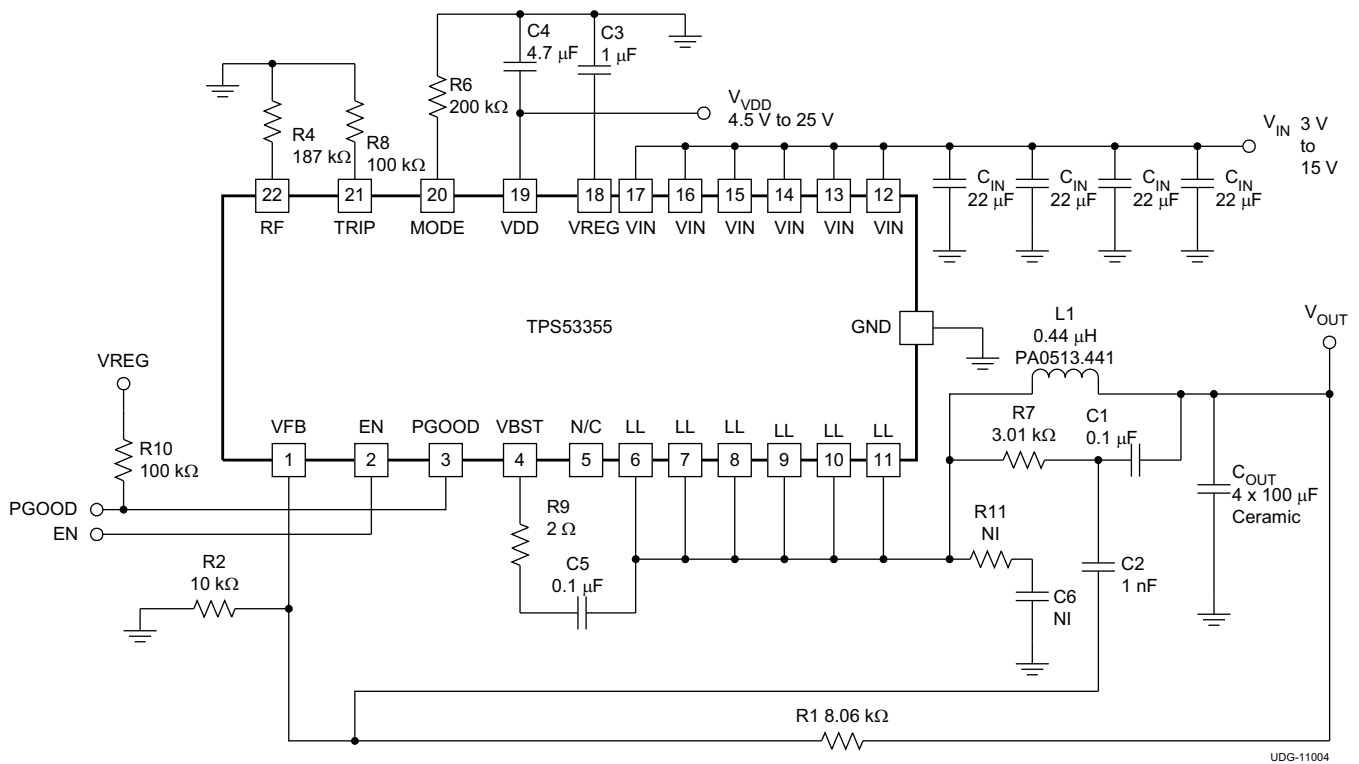 C4
4.7 μF
C3
1 μF
R6
200 kΩ
V_VDD
4.5 V to 25 V
V_IN 3 V
to
15 V
R4
187 kΩ
R8
100 kΩ
C_IN
22 μF
C_IN
22 μF
C_IN
22 μF
C_IN
22 μF
22 21 20 19 18 17 16 15 14 13 12
RF TRIP MODE VDD VREG VIN VIN VIN VIN VIN VIN
TPS53355
GND
L1
0.44 μH
PA0513.441
V_OUT
VREG
R10
100 kΩ
VFB EN PGOOD VBST N/C LL LL LL LL LL LL
1 2 3 4 5 6 7 8 9 10 11
R7
3.01 kΩ
C1
0.1 μF
C_OUT
4 x 100 μF
Ceramic
PGOOD
EN
R9
2 Ω
R11
NI
C5
0.1 μF
C2
1 nF
C6
NI
R2
10 kΩ
R1 8.06 kΩ
UDG-11004